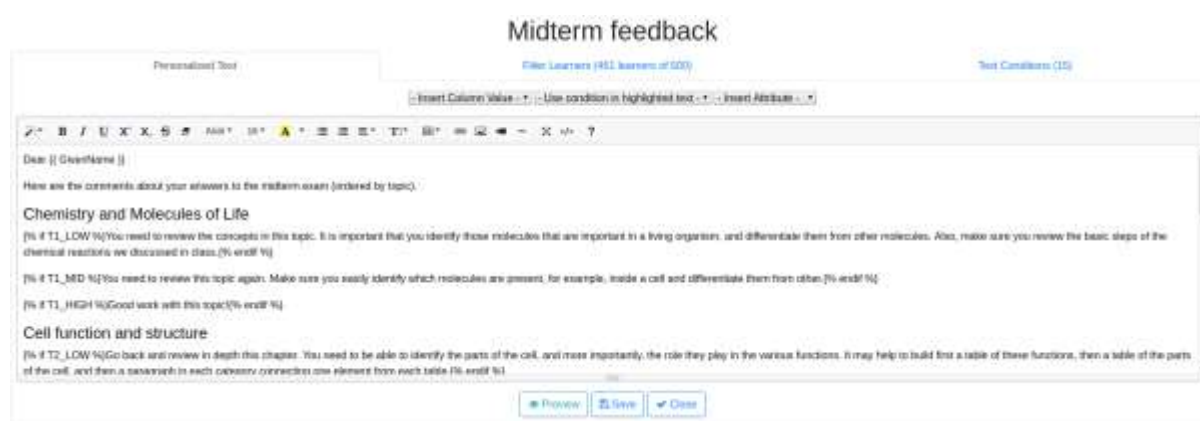 Midterm feedback
Personalised Text
Filter Learners (451 learners of 500)
Text Conditions (15)
- Insert Column Value - - Use condition in highlighted text - - Insert Attribute -
B I U X X S Arial 16 A T </> ?
Dear {{ GivenName }}
Here are the comments about your answers to the midterm exam (ordered by topic).
Chemistry and Molecules of Life
{% if T1_LOW %}You need to review the concepts in this topic. It is important that you identify those molecules that are important in a living organism, and differentiate them from other molecules. Also, make sure you review the basic steps of the
chemical reactions we discussed in class.{% endif %}
{% if T1_MID %}You need to review this topic again. Make sure you easily identify which molecules are present, for example, inside a cell and differentiate them from other.{% endif %}
{% if T1_HIGH %}Good work with this topic!{% endif %}
Cell function and structure
{% if T2_LOW %}Go back and review in depth this chapter. You need to be able to identify the parts of the cell, and more importantly, the role they play in the various functions. It may help to build first a table of these functions, then a table of the parts
of the cell, and then a paragraph in each category connecting one element from each table.{% endif %}
Preview Save Close